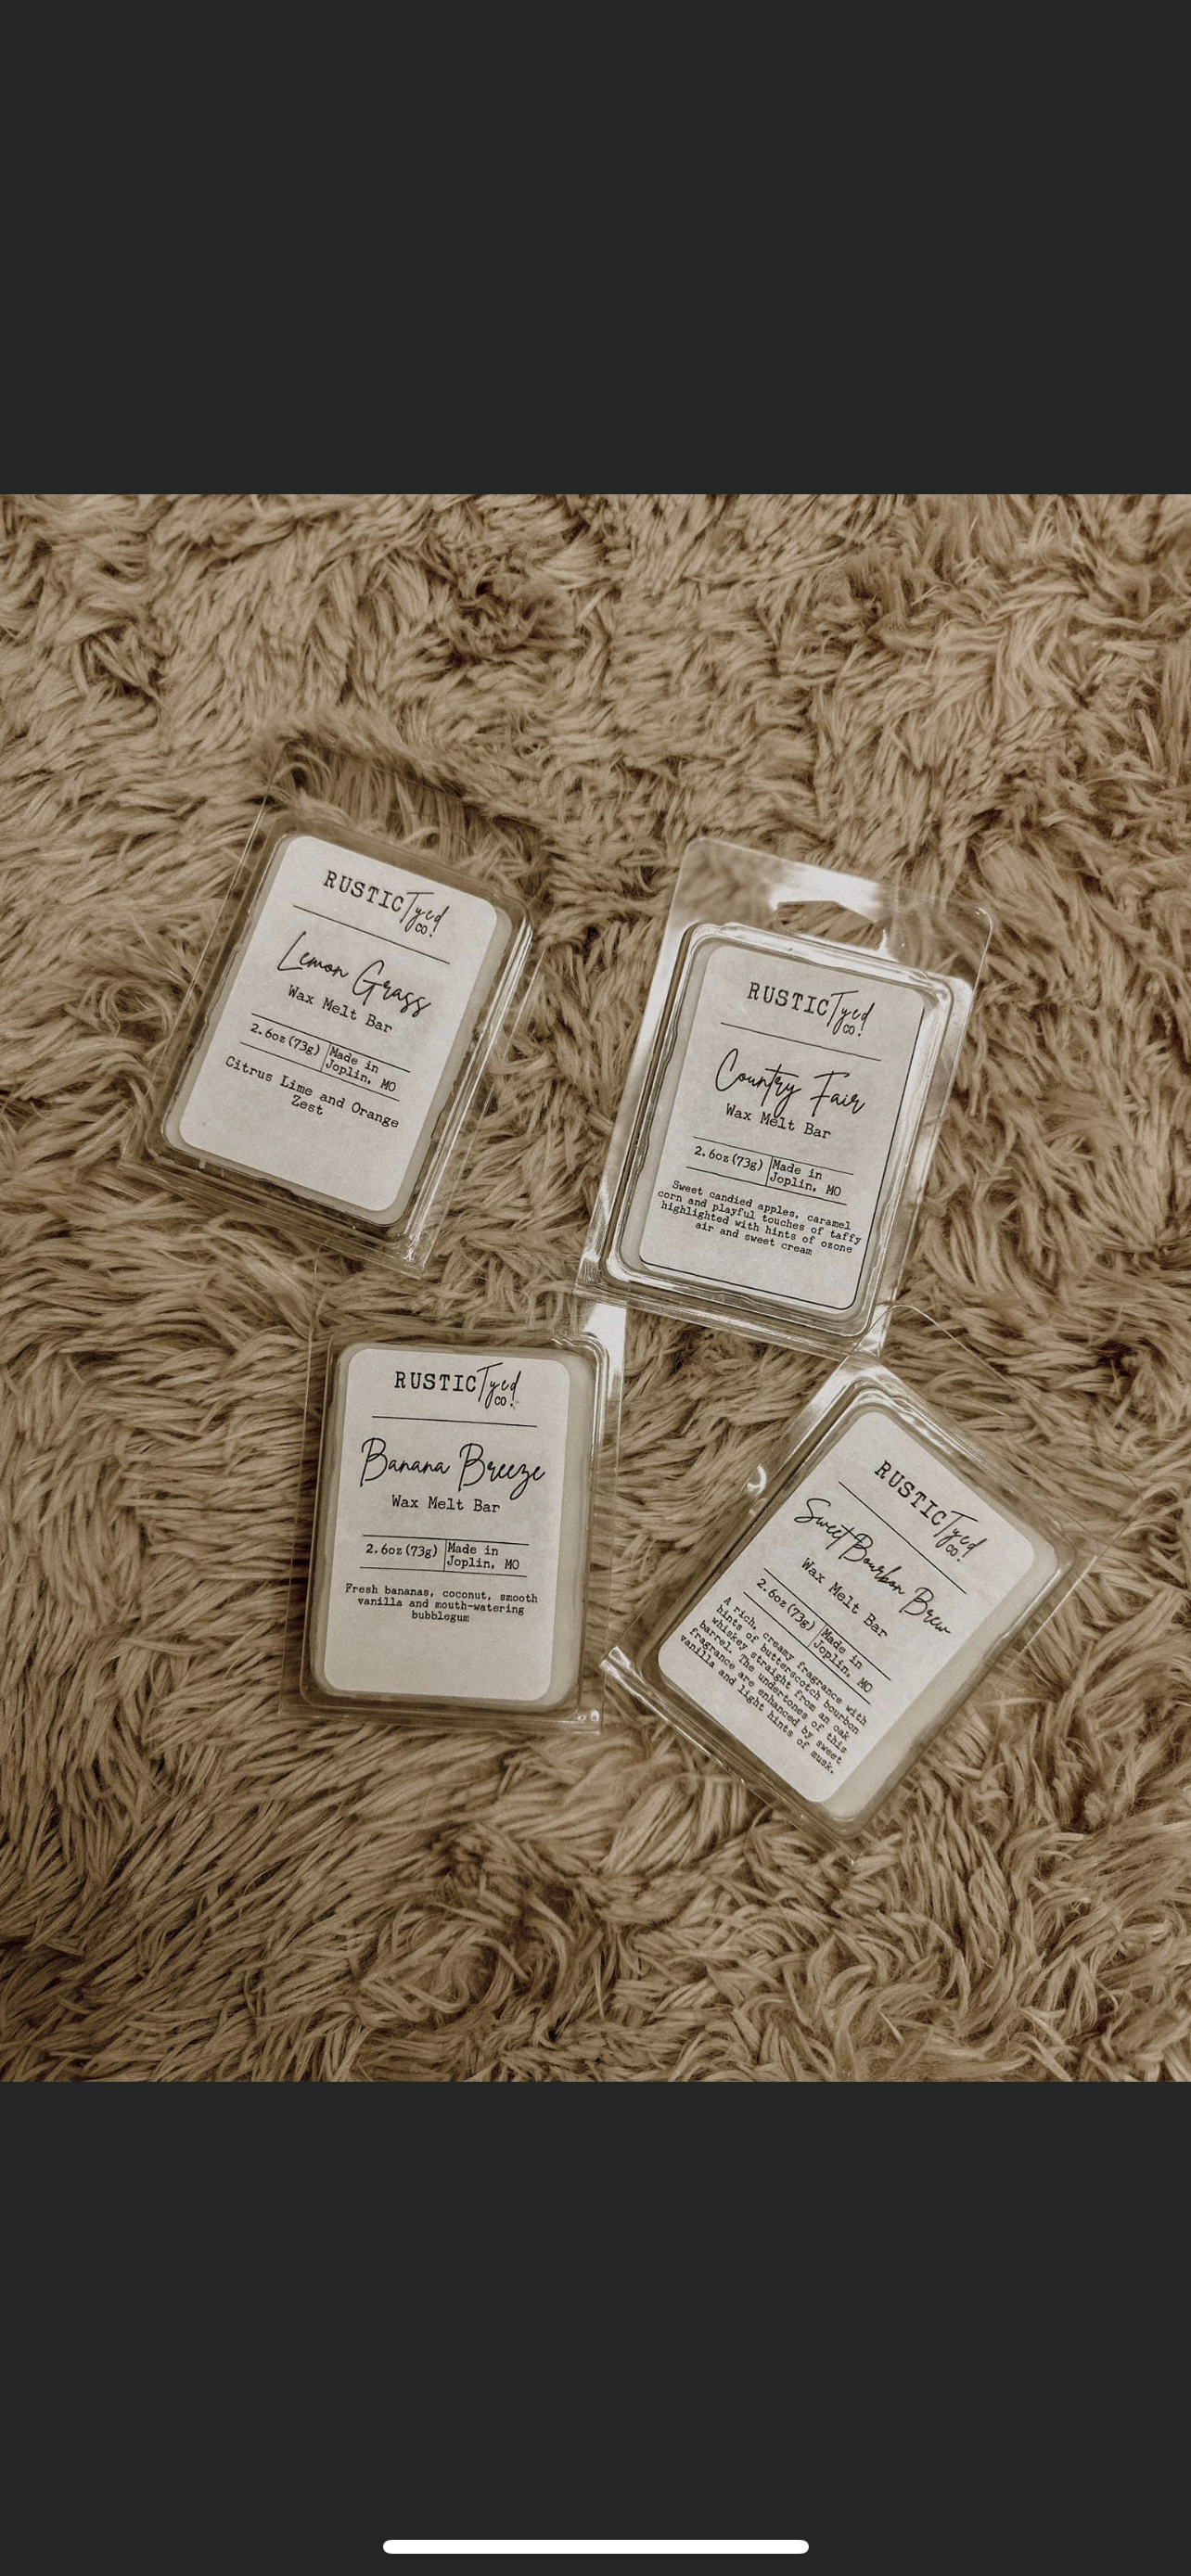 RUSTIC Tyed
CO.
Lemon Grass
Wax Melt Bar
2.6oz(73g)
Made in
Joplin, MO
Citrus Lime and Orange
Zest
RUSTIC Tyed
CO.
Country Fair
Wax Melt Bar
2.6oz(73g)
Made in
Joplin, MO
Sweet candied apples, caramel
corn and playful touches of taffy
highlighted with hints of ozone
air and sweet cream
RUSTIC Tyed
CO.
Banana Breeze
Wax Melt Bar
2.6oz(73g)
Made in
Joplin, MO
Fresh bananas, coconut, smooth
vanilla and mouth-watering
bubblegum
RUSTIC Tyed
CO.
Sweet Bourbon Brew
Wax Melt Bar
2.6oz(73g)
Made in
Joplin, MO
A rich, creamy fragrance with
hints of butterscotch bourbon
whiskey straight from an oak
barrel. The undertones of this
fragrance are enhanced by sweet
vanilla and light hints of musk.